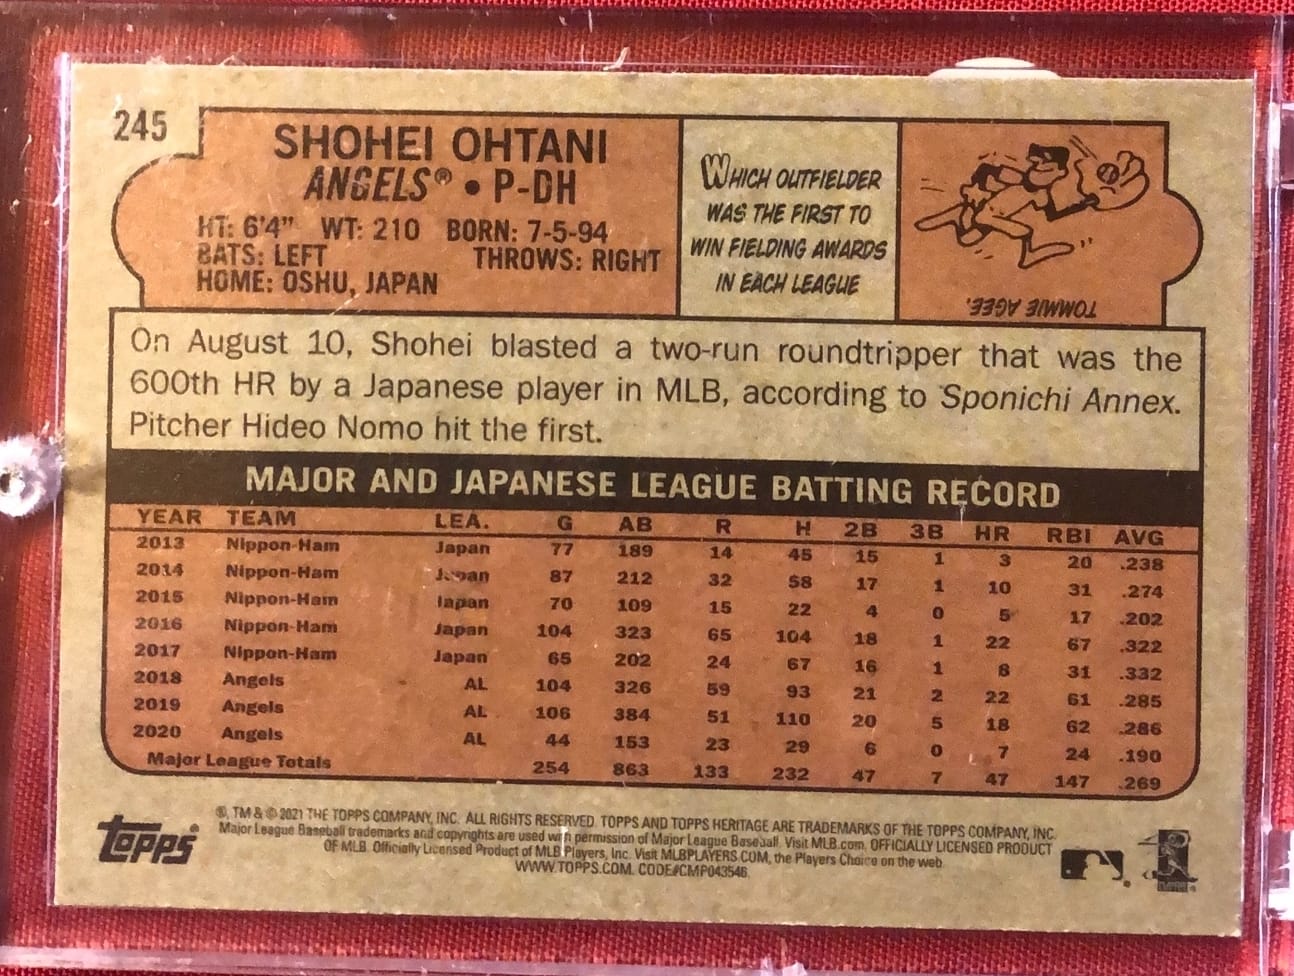 245
SHOHEI OHTANI
ANGELS® • P-DH
HT: 6'4" WT: 210 BORN: 7-5-94
BATS: LEFT THROWS: RIGHT
HOME: OSHU, JAPAN
WHICH OUTFIELDER
WAS THE FIRST TO
WIN FIELDING AWARDS
IN EACH LEAGUE
TOMMIE AGEE.
On August 10, Shohei blasted a two-run roundtripper that was the
600th HR by a Japanese player in MLB, according to Sponichi Annex.
Pitcher Hideo Nomo hit the first.
MAJOR AND JAPANESE LEAGUE BATTING RECORD
YEAR TEAM LEA. G AB R H 2B 3B HR RBI AVG
2013 Nippon-Ham Japan 77 189 14 45 15 1 3 20 .238
2014 Nippon-Ham Japan 87 212 32 58 17 1 10 31 .274
2015 Nippon-Ham Japan 70 109 15 22 4 0 5 17 .202
2016 Nippon-Ham Japan 104 323 65 104 18 1 22 67 .322
2017 Nippon-Ham Japan 65 202 24 67 16 1 8 31 .332
2018 Angels AL 104 326 59 93 21 2 22 61 .285
2019 Angels AL 106 384 51 110 20 5 18 62 .286
2020 Angels AL 44 153 23 29 6 0 7 24 .190
Major League Totals 254 863 133 232 47 7 47 147 .269
topps
®, TM & © 2021 THE TOPPS COMPANY, INC. ALL RIGHTS RESERVED. TOPPS AND TOPPS HERITAGE ARE TRADEMARKS OF THE TOPPS COMPANY, INC.
Major League Baseball trademarks and copyrights are used with permission of Major League Baseball. Visit MLB.com. OFFICIALLY LICENSED PRODUCT
OF MLB. Officially Licensed Product of MLB Players, Inc. Visit MLBPLAYERS.COM, the Players Choice on the web.
WWW.TOPPS.COM. CODE#CMP043546